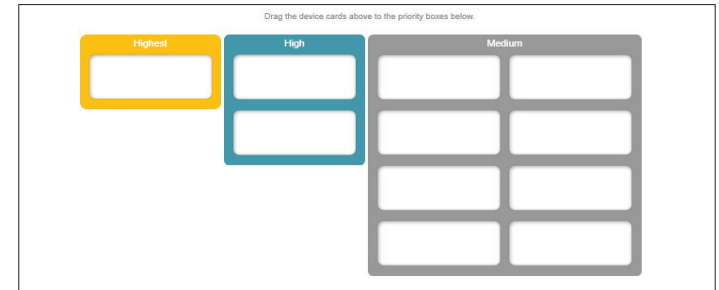 Drag the device cards above to the priority boxes below.
Highest
High
Medium